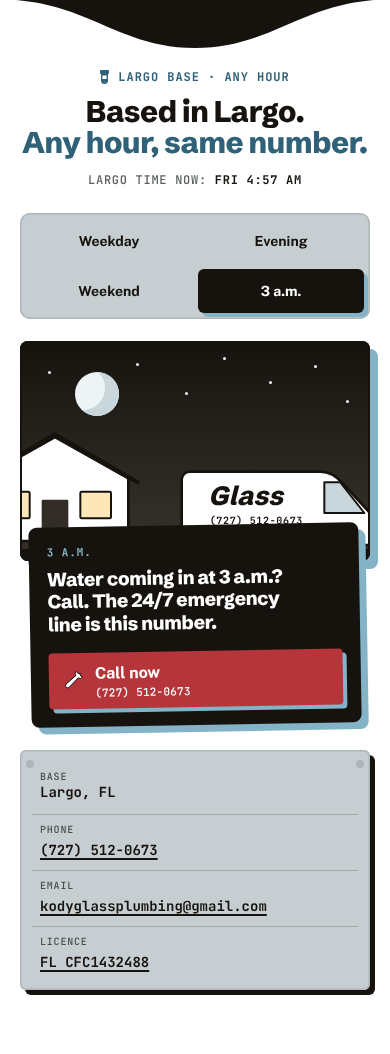 LARGO BASE · ANY HOUR
Based in Largo.
Any hour, same number.
LARGO TIME NOW: FRI 4:57 AM
Weekday
Evening
Weekend
3 a.m.
Glass
(727) 512-0673
3 A.M.
Water coming in at 3 a.m.?
Call. The 24/7 emergency
line is this number.
Call now
(727) 512-0673
BASE
Largo, FL
PHONE
(727) 512-0673
EMAIL
kodyglassplumbing@gmail.com
LICENCE
FL CFC1432488